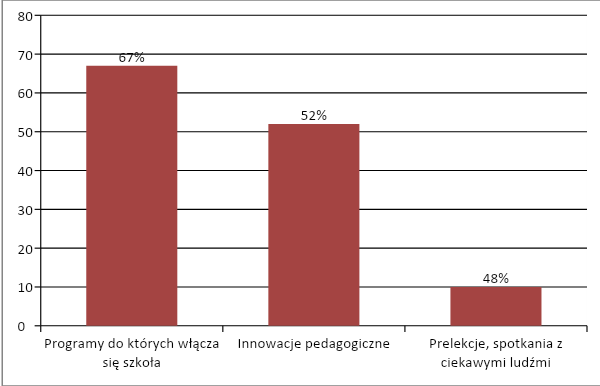 80
70
67%
60
52%
50
40
30
20
48%
10
0
Programy do których włącza
się szkoła
Innowacje pedagogiczne
Prelekcje, spotkania z
ciekawymi ludźmi